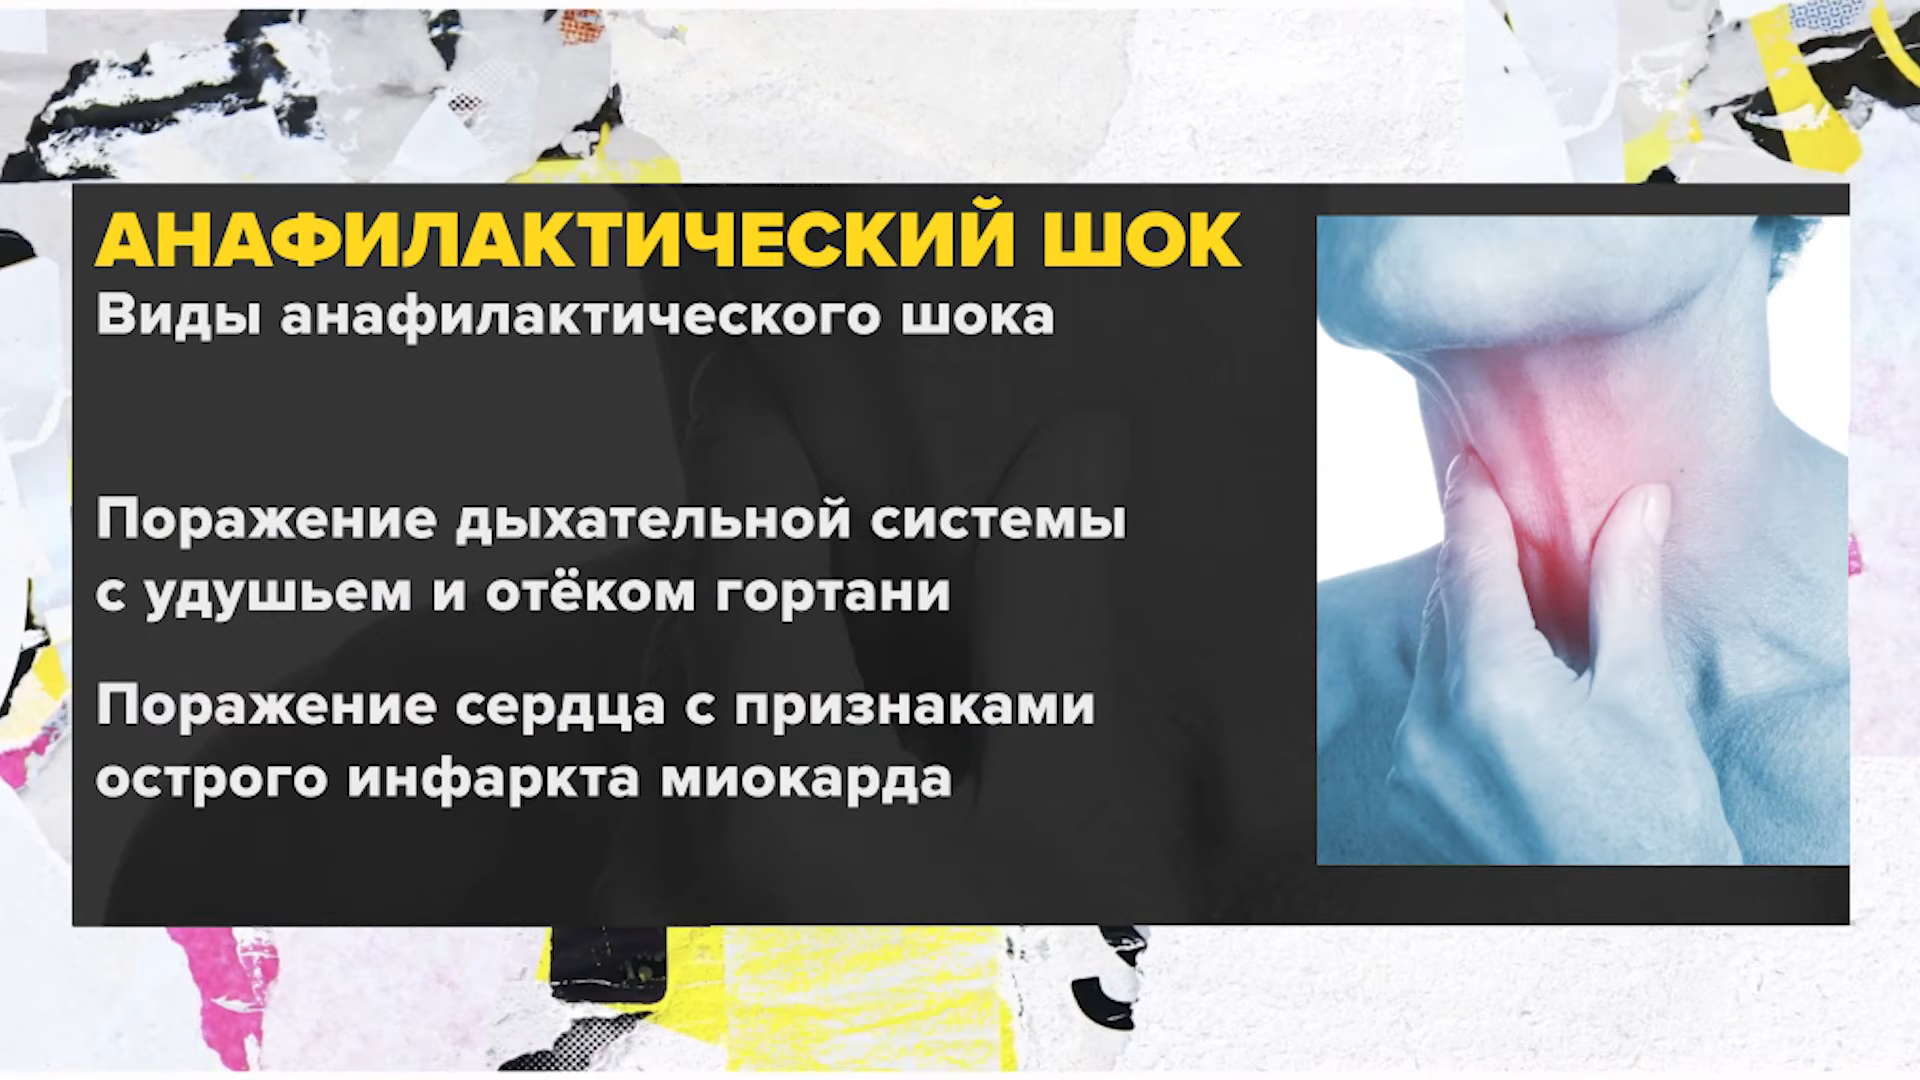 АНАФИЛАКТИЧЕСКИЙ ШОК
Виды анафилактического шока
Поражение дыхательной системы
с удушьем и отёком гортани
Поражение сердца с признаками
острого инфаркта миокарда